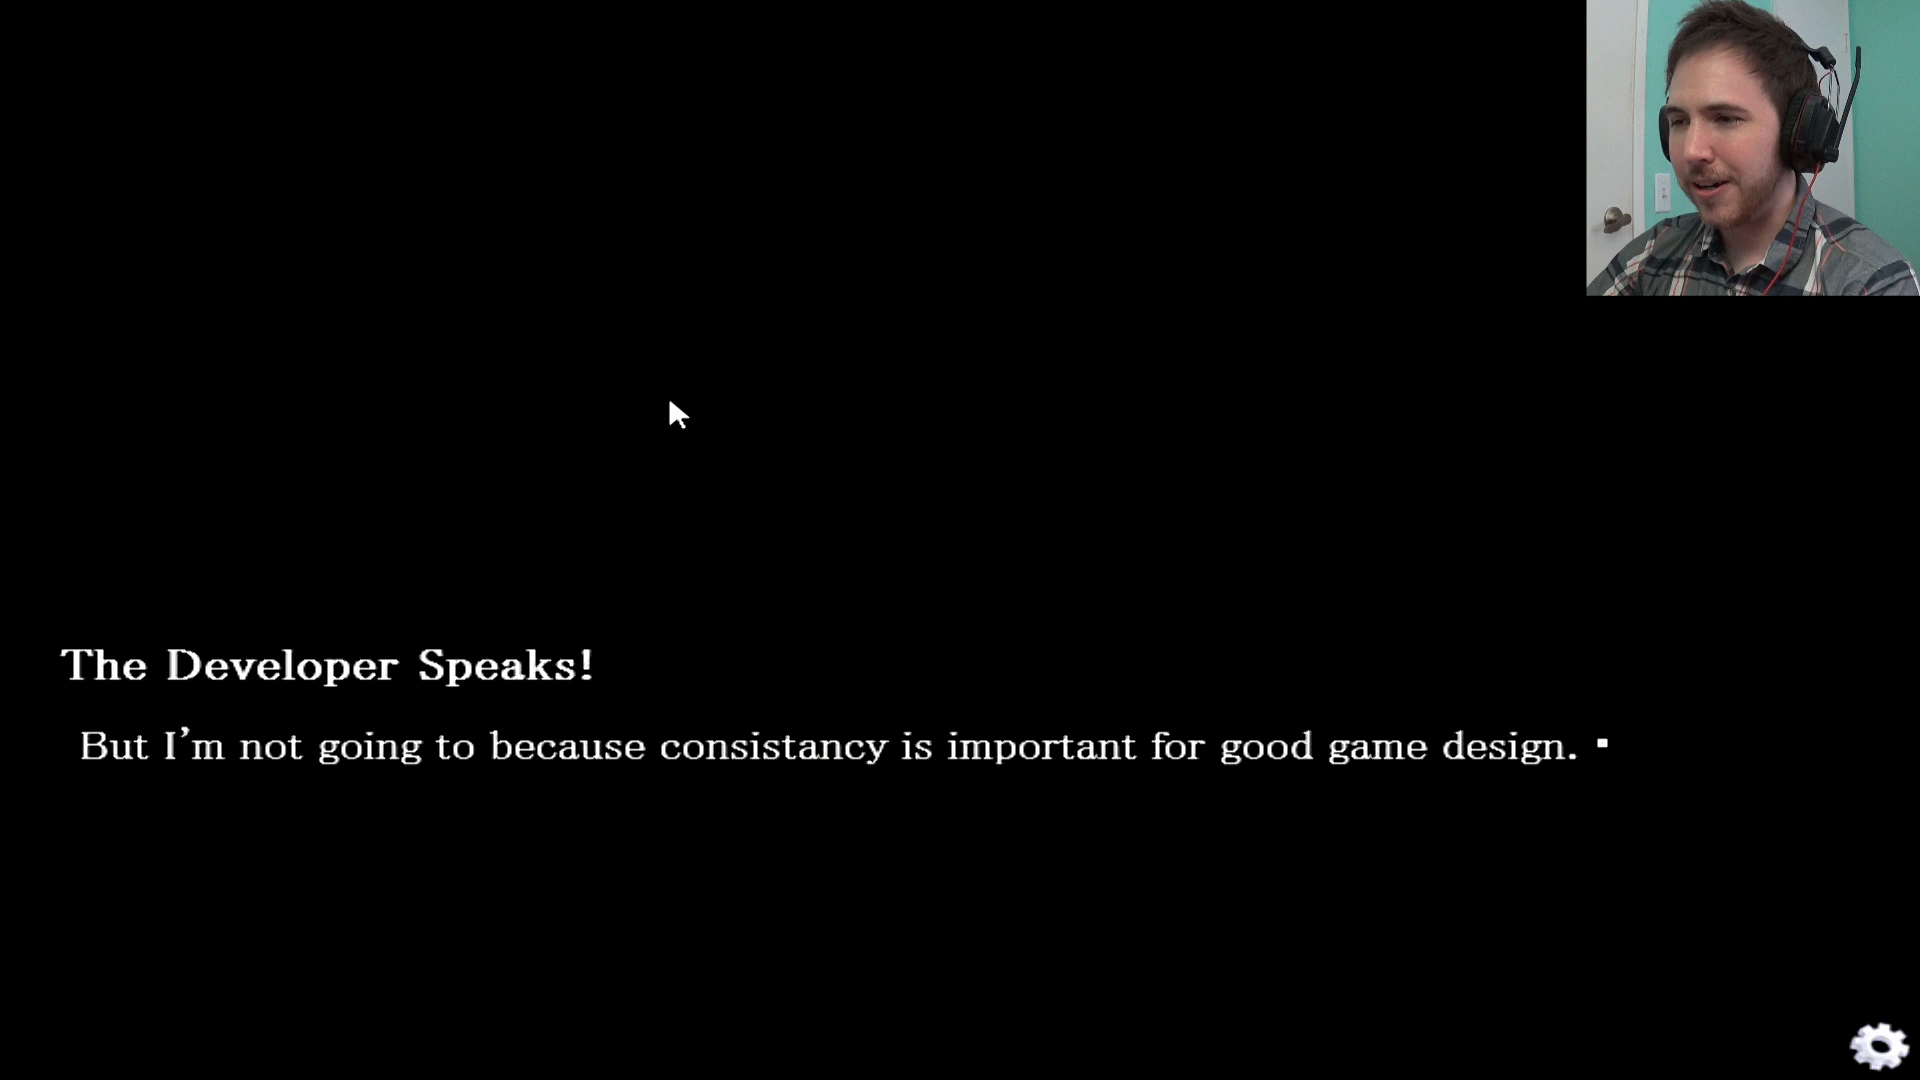 The Developer Speaks!
But I'm not going to because consistancy is important for good game design.